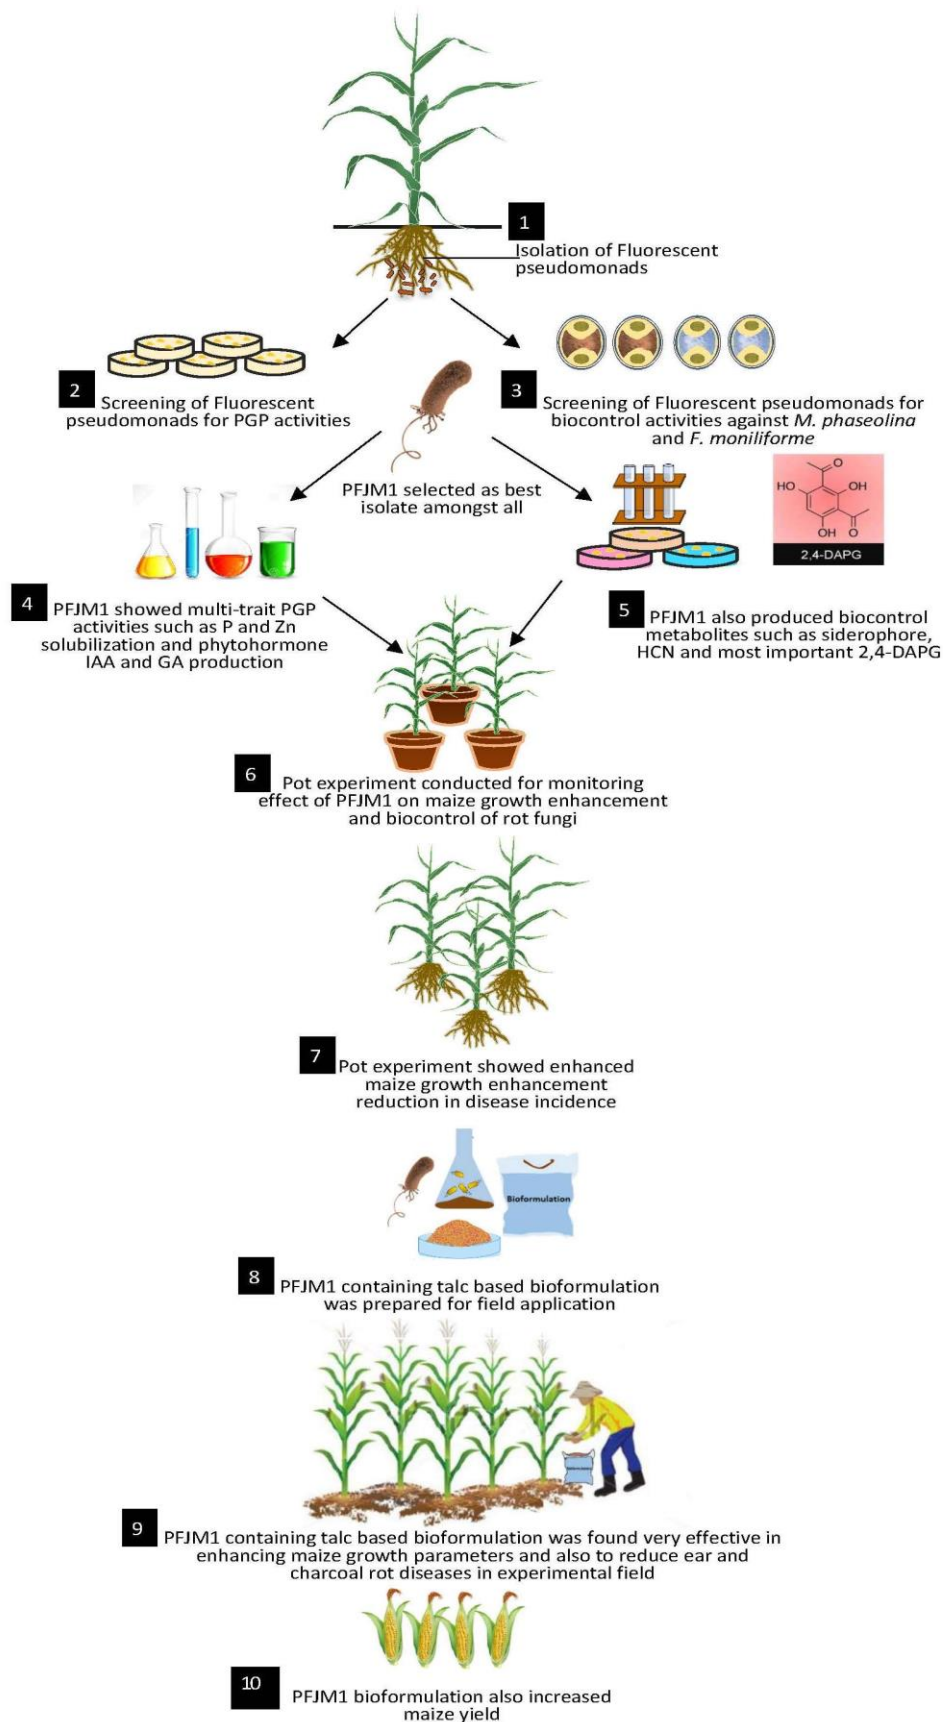 1
Isolation of Fluorescent
pseudomonads
2
Screening of Fluorescent
pseudomonads for PGP activities
3
Screening of Fluorescent pseudomonads for
biocontrol activities against M. phaseolina
and F. moniliforme
PFJM1 selected as best
isolate amongst all
O
HO
OH
OH
O
2,4-DAPG
4
PFJM1 showed multi-trait PGP
activities such as P and Zn
solubilization and phytohormone
IAA and GA production
5
PFJM1 also produced biocontrol
metabolites such as siderophore,
HCN and most important 2,4-DAPG
6
Pot experiment conducted for monitoring
effect of PFJM1 on maize growth enhancement
and biocontrol of rot fungi
7
Pot experiment showed enhanced
maize growth enhancement
reduction in disease incidence
Bioformulation
8
PFJM1 containing talc based bioformulation
was prepared for field application
9
PFJM1 containing talc based bioformulation was found very effective in
enhancing maize growth parameters and also to reduce ear and
charcoal rot diseases in experimental field
10
PFJM1 bioformulation also increased
maize yield